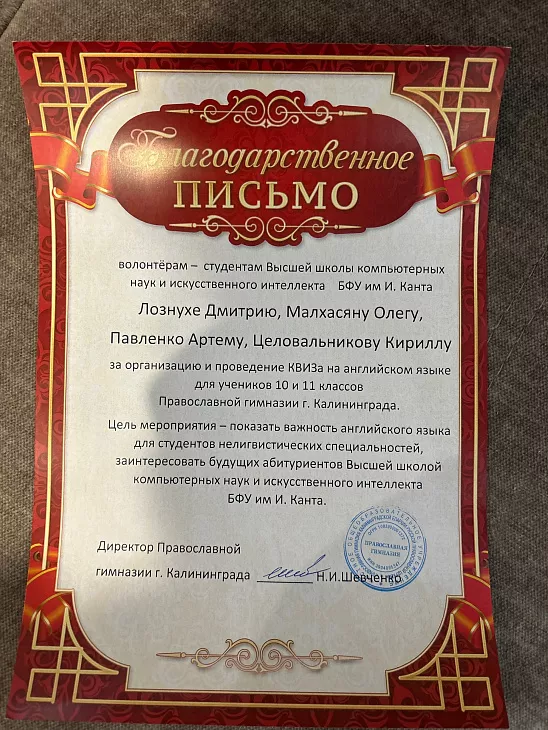 Благодарственное
ПИСЬМО
волонтёрам – студентам Высшей школы компьютерных
наук и искусственного интеллекта БФУ им И. Канта
Лознухе Дмитрию, Малхасяну Олегу,
Павленко Артему, Целовальникову Кириллу
за организацию и проведение КВИЗа на английском языке
для учеников 10 и 11 классов
Православной гимназии г. Калининграда.
Цель мероприятия – показать важность английского языка
для студентов нелигвистических специальностей,
заинтересовать будущих абитуриентов Высшей школой
компьютерных наук и искусственного интеллекта
БФУ им И. Канта.
ПРАВОСЛАВНАЯ
ГИМНАЗИЯ
Директор Православной
гимназии г. Калининграда Н.И.Шевченко